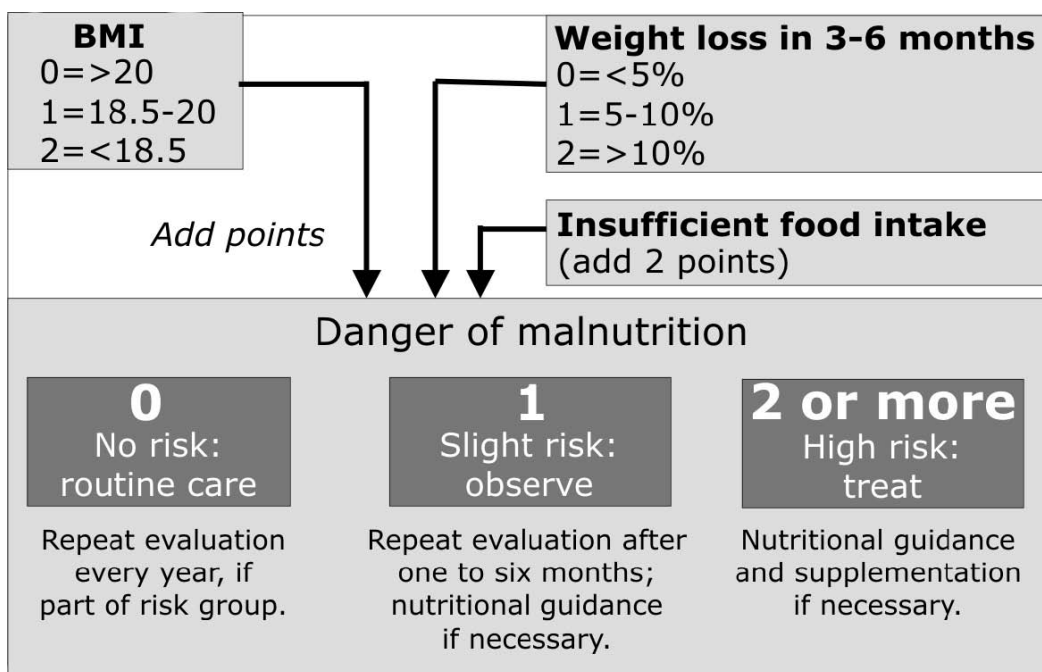 BMI
0=>20
1=18.5-20
2=<18.5
Weight loss in 3-6 months
0=<5%
1=5-10%
2=>10%
Add points
Insufficient food intake
(add 2 points)
Danger of malnutrition
0
No risk:
routine care
Repeat evaluation
every year, if
part of risk group.
1
Slight risk:
observe
Repeat evaluation after
one to six months;
nutritional guidance
if necessary.
2 or more
High risk:
treat
Nutritional guidance
and supplementation
if necessary.